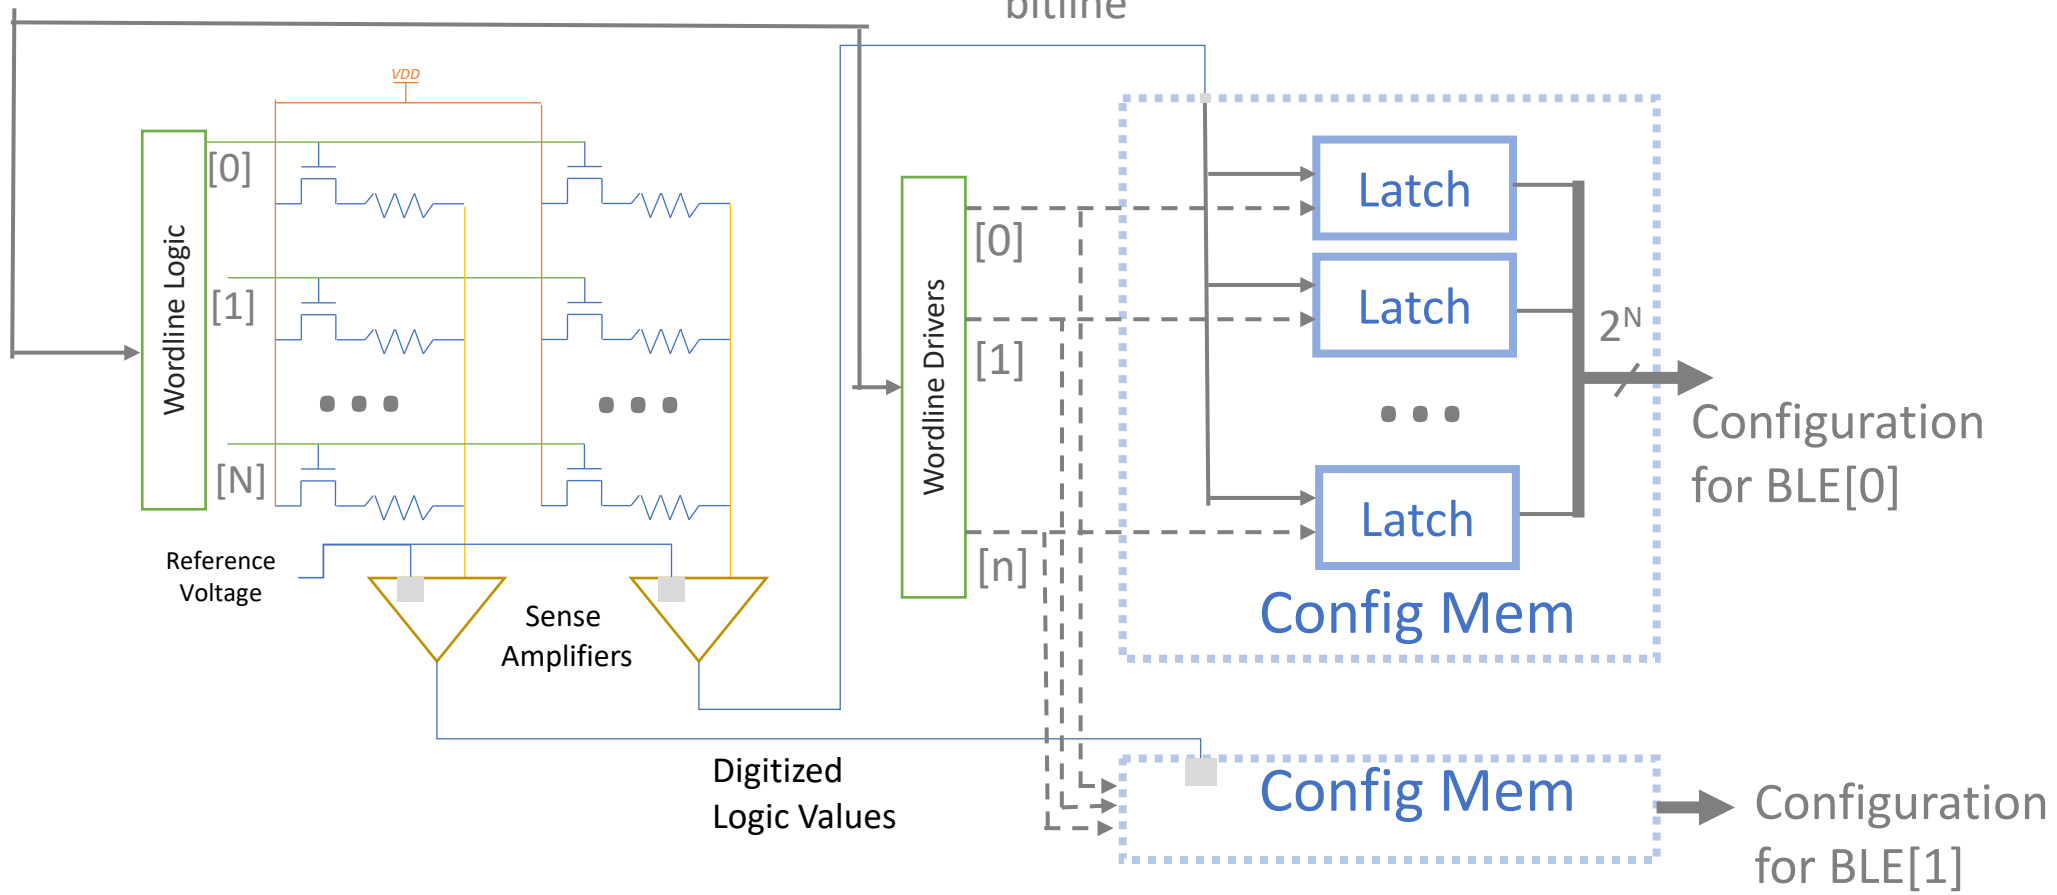 bitline
VDD
Wordline Logic
[0]
[1]
[N]
Reference
Voltage
Sense
Amplifiers
Digitized
Logic Values
Wordline Drivers
[0]
[1]
[n]
Latch
Latch
Latch
Config Mem
2ᴺ
Configuration
for BLE[0]
Config Mem
Configuration
for BLE[1]